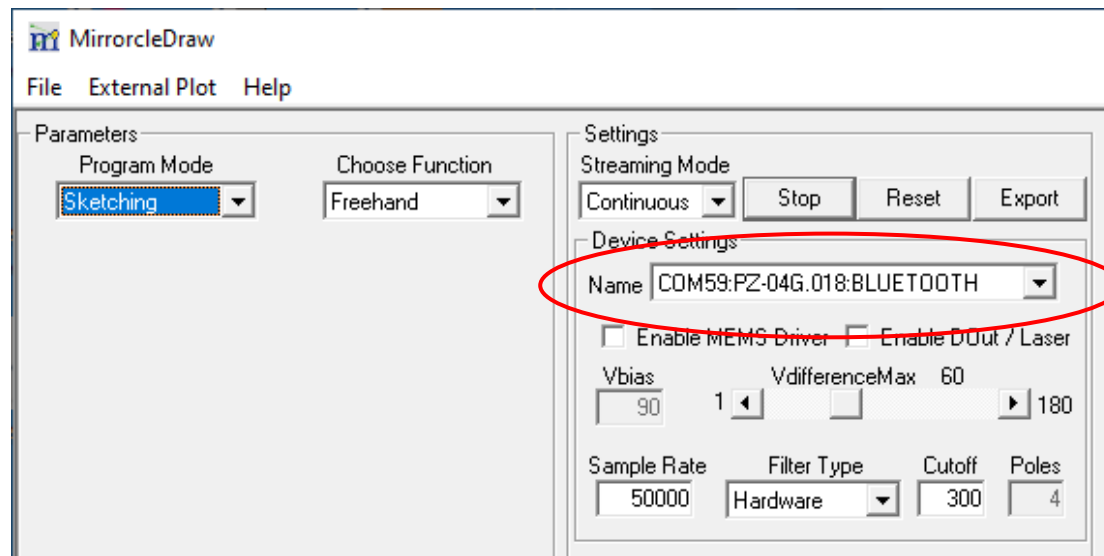 MirrorcleDraw
File External Plot Help
Parameters
Program Mode Choose Function
Sketching Freehand
Settings
Streaming Mode
Continuous Stop Reset Export
Device Settings
Name COM59:PZ-04G.018:BLUETOOTH
Enable MEMS Driver Enable DOut / Laser
Vbias VdifferenceMax 60
90 1 180
Sample Rate Filter Type Cutoff Poles
50000 Hardware 300 4